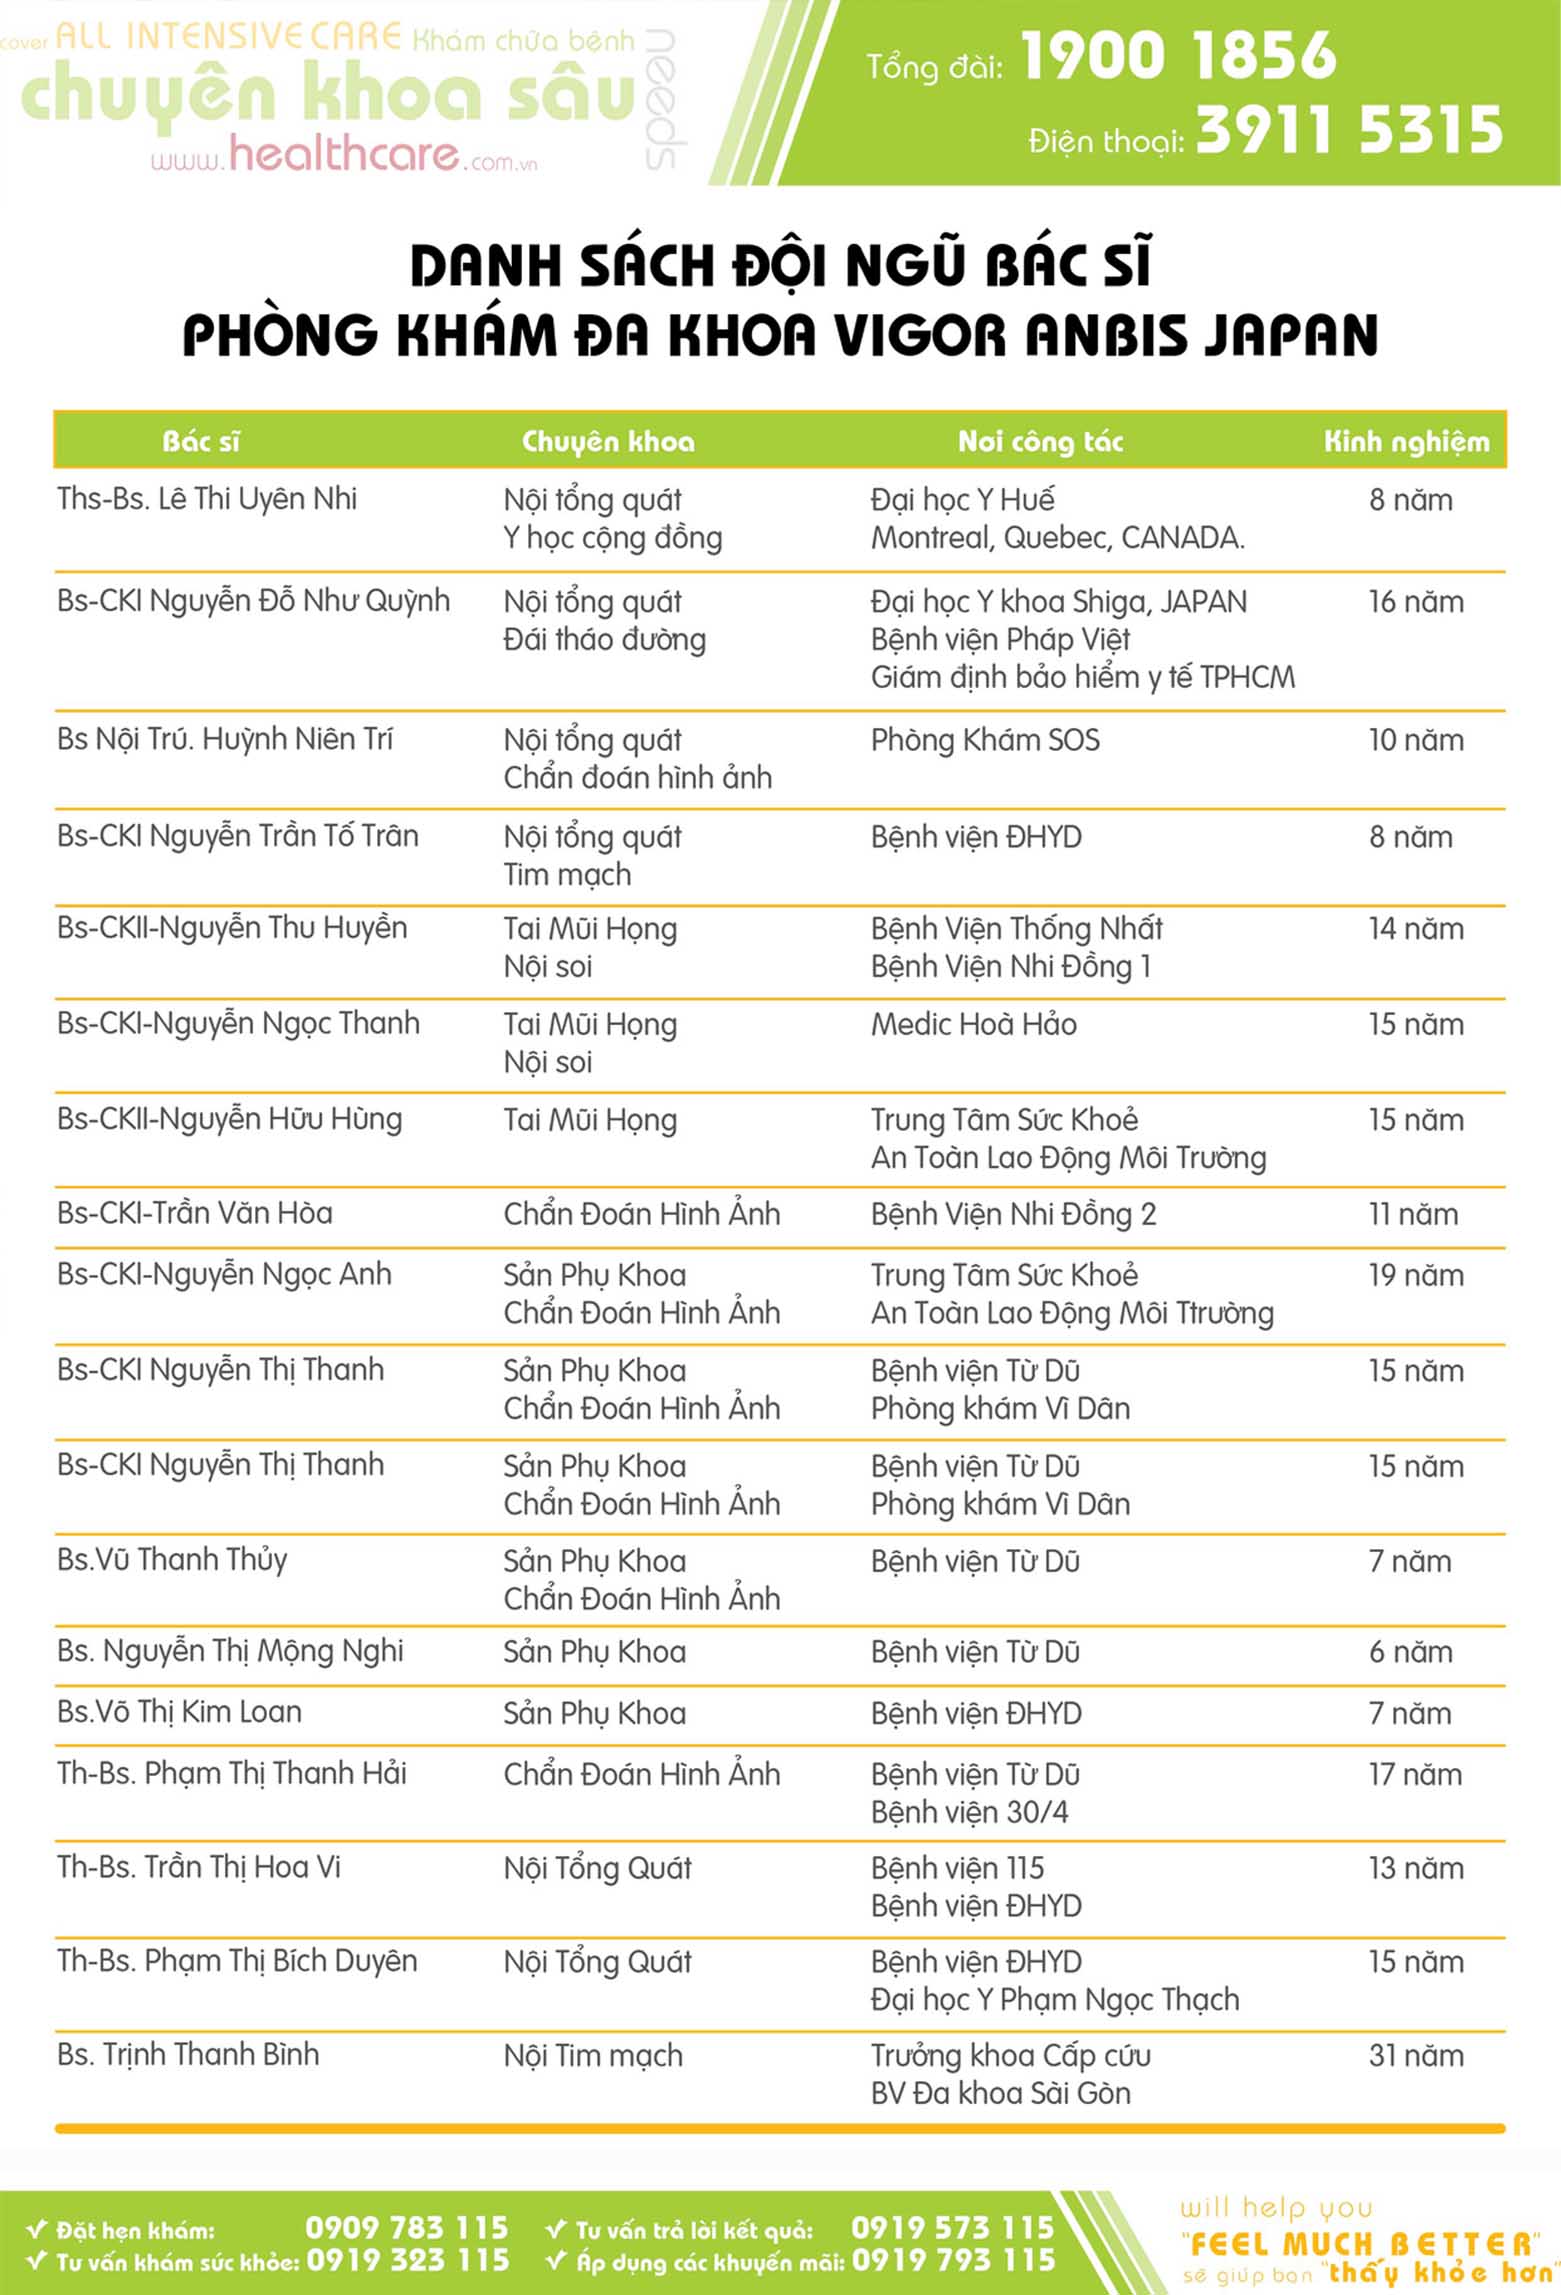 cover ALL INTENSIVE CARE Khám chữa bệnh
chuyên khoa sâu
needs
www.healthcare.com.vn
Tổng đài: 1900 1856
Điện thoại: 3911 5315
DANH SÁCH ĐỘI NGŨ BÁC SĨ
PHÒNG KHÁM ĐA KHOA VIGOR ANBIS JAPAN
Bác sĩ Chuyên khoa Nơi công tác Kinh nghiệm
Ths-Bs. Lê Thi Uyên Nhi Nội tổng quát Đại học Y Huế 8 năm
Y học cộng đồng Montreal, Quebec, CANADA.
Bs-CKI Nguyễn Đỗ Như Quỳnh Nội tổng quát Đại học Y khoa Shiga, JAPAN 16 năm
Đái tháo đường Bệnh viện Pháp Việt
Giám định bảo hiểm y tế TPHCM
Bs Nội Trú. Huỳnh Niên Trí Nội tổng quát Phòng Khám SOS 10 năm
Chẩn đoán hình ảnh
Bs-CKI Nguyễn Trần Tố Trân Nội tổng quát Bệnh viện ĐHYD 8 năm
Tim mạch
Bs-CKII-Nguyễn Thu Huyền Tai Mũi Họng Bệnh Viện Thống Nhất 14 năm
Nội soi Bệnh Viện Nhi Đồng 1
Bs-CKI-Nguyễn Ngọc Thanh Tai Mũi Họng Medic Hoà Hảo 15 năm
Nội soi
Bs-CKII-Nguyễn Hữu Hùng Tai Mũi Họng Trung Tâm Sức Khoẻ 15 năm
An Toàn Lao Động Môi Trường
Bs-CKI-Trần Văn Hòa Chẩn Đoán Hình Ảnh Bệnh Viện Nhi Đồng 2 11 năm
Bs-CKI-Nguyễn Ngọc Anh Sản Phụ Khoa Trung Tâm Sức Khoẻ 19 năm
Chẩn Đoán Hình Ảnh An Toàn Lao Động Môi Ttrường
Bs-CKI Nguyễn Thị Thanh Sản Phụ Khoa Bệnh viện Từ Dũ 15 năm
Chẩn Đoán Hình Ảnh Phòng khám Vì Dân
Bs-CKI Nguyễn Thị Thanh Sản Phụ Khoa Bệnh viện Từ Dũ 15 năm
Chẩn Đoán Hình Ảnh Phòng khám Vì Dân
Bs.Vũ Thanh Thủy Sản Phụ Khoa Bệnh viện Từ Dũ 7 năm
Chẩn Đoán Hình Ảnh
Bs. Nguyễn Thị Mộng Nghi Sản Phụ Khoa Bệnh viện Từ Dũ 6 năm
Bs.Võ Thị Kim Loan Sản Phụ Khoa Bệnh viện ĐHYD 7 năm
Th-Bs. Phạm Thị Thanh Hải Chẩn Đoán Hình Ảnh Bệnh viện Từ Dũ 17 năm
Bệnh viện 30/4
Th-Bs. Trần Thị Hoa Vi Nội Tổng Quát Bệnh viện 115 13 năm
Bệnh viện ĐHYD
Th-Bs. Phạm Thị Bích Duyên Nội Tổng Quát Bệnh viện ĐHYD 15 năm
Đại học Y Phạm Ngọc Thạch
Bs. Trịnh Thanh Bình Nội Tim mạch Trưởng khoa Cấp cứu 31 năm
BV Đa khoa Sài Gòn
Đặt hẹn khám: 0909 783 115 Tư vấn trả lời kết quả: 0919 573 115
Tư vấn khám sức khỏe: 0919 323 115 Áp dụng các khuyến mãi: 0919 793 115
will help you
"FEEL MUCH BETTER"
sẽ giúp bạn "thấy khỏe hơn"